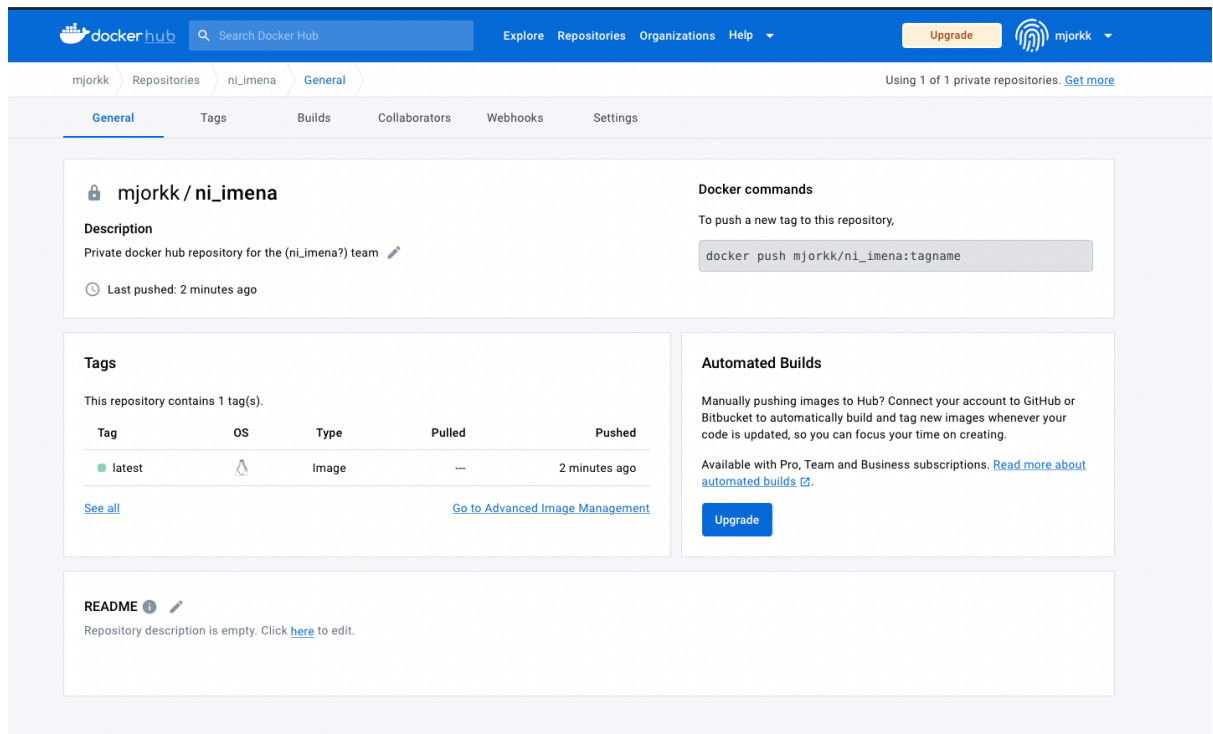 dockerhub Search Docker Hub Explore Repositories Organizations Help Upgrade mjorkk
mjorkk Repositories ni_imena General Using 1 of 1 private repositories. Get more
General Tags Builds Collaborators Webhooks Settings
mjorkk / ni_imena
Description
Private docker hub repository for the (ni_imena?) team
Last pushed: 2 minutes ago
Docker commands
To push a new tag to this repository,
docker push mjorkk/ni_imena:tagname
Tags
This repository contains 1 tag(s).
Tag OS Type Pulled Pushed
latest Image --- 2 minutes ago
See all Go to Advanced Image Management
Automated Builds
Manually pushing images to Hub? Connect your account to GitHub or
Bitbucket to automatically build and tag new images whenever your
code is updated, so you can focus your time on creating.
Available with Pro, Team and Business subscriptions. Read more about
automated builds .
Upgrade
README
Repository description is empty. Click here to edit.